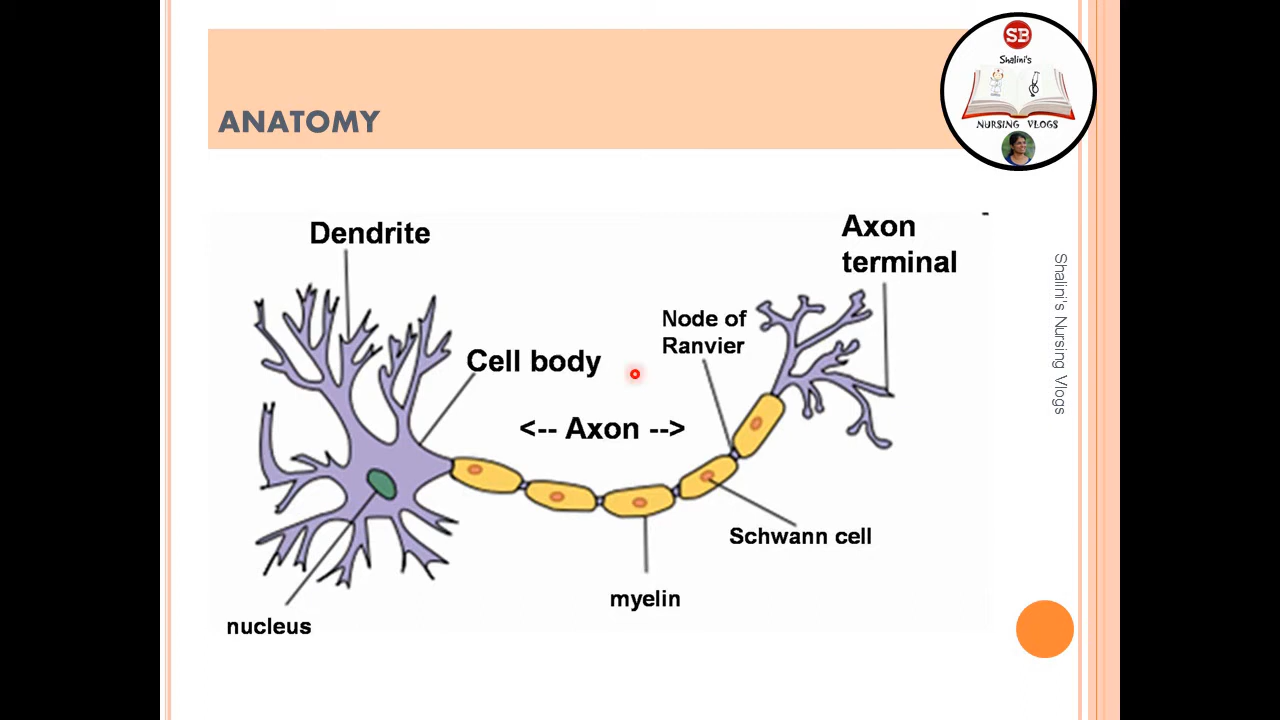 SB
Shalini's
NURSING VLOGS
ANATOMY
Dendrite
Axon
terminal
Node of
Ranvier
Cell body
<-- Axon -->
Schwann cell
myelin
nucleus
Shalini's Nursing Vlogs